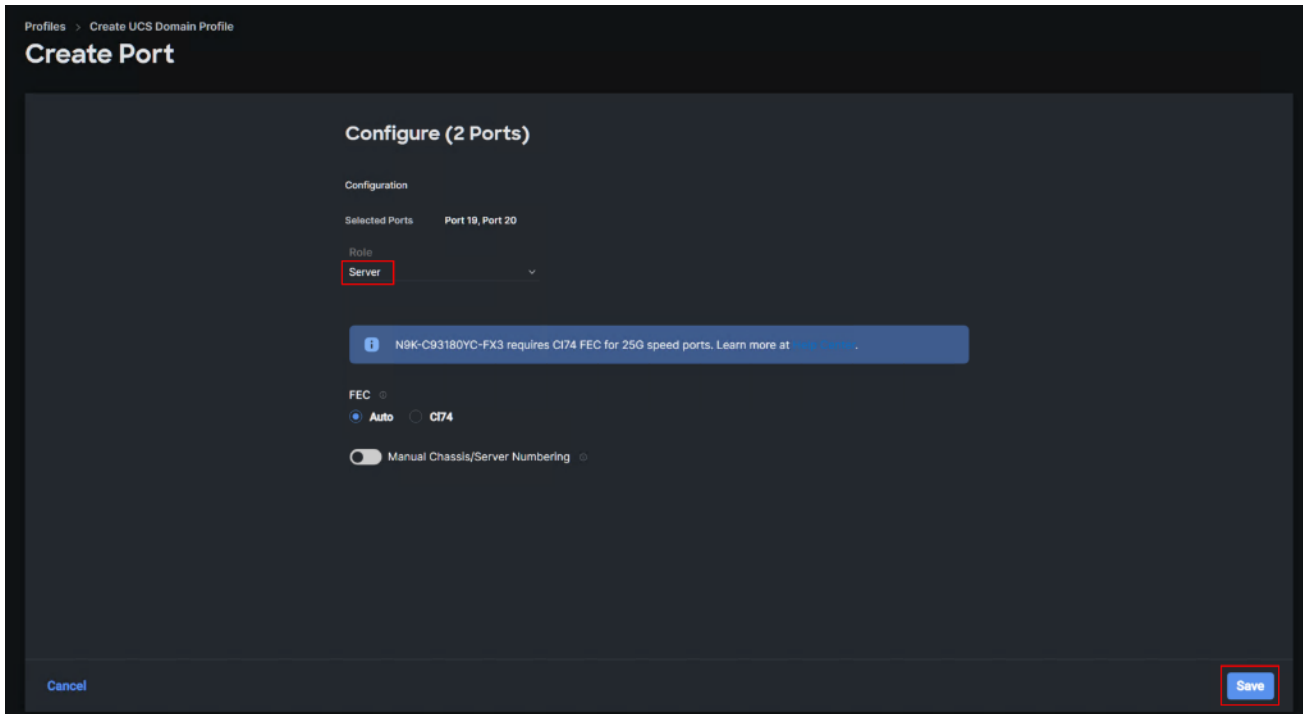 Profiles > Create UCS Domain Profile
Create Port
Configure (2 Ports)
Configuration
Selected Ports Port 19, Port 20
Role
Server
N9K-C93180YC-FX3 requires Cl74 FEC for 25G speed ports. Learn more at .
FEC
Auto Cl74
Manual Chassis/Server Numbering
Cancel Save